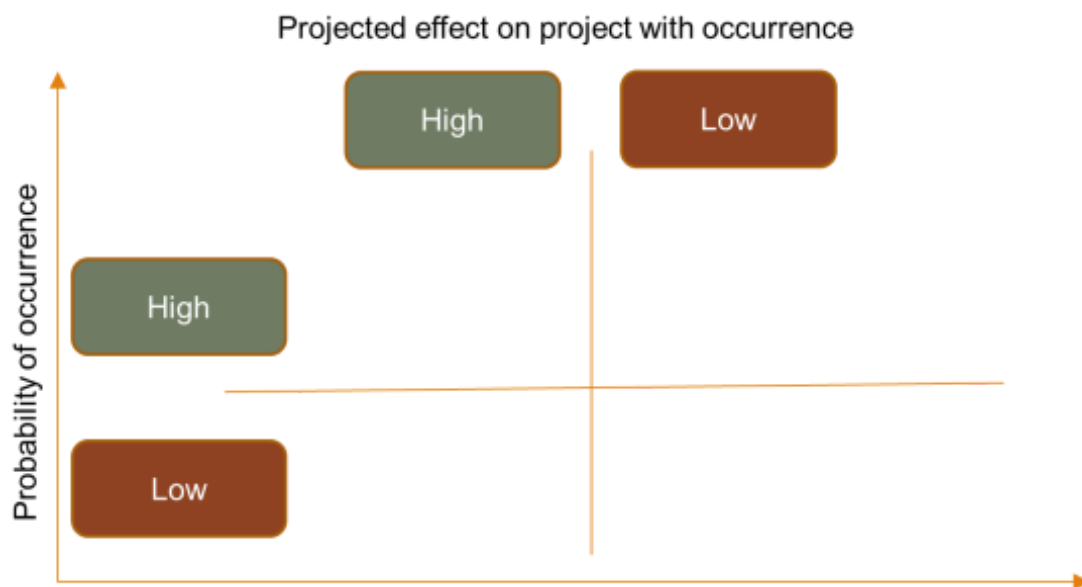 Projected effect on project with occurrence
High
Low
Probability of occurrence
High
Low